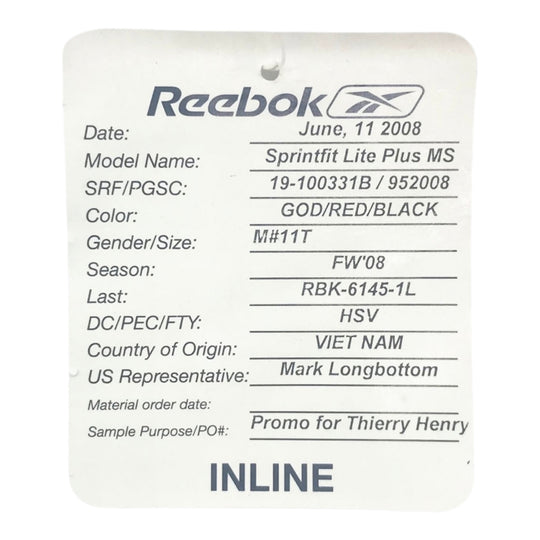 Reebok
Date: June, 11 2008
Model Name: Sprintfit Lite Plus MS
SRF/PGSC: 19-100331B / 952008
Color: GOD/RED/BLACK
Gender/Size: M#11T
Season: FW'08
Last: RBK-6145-1L
DC/PEC/FTY: HSV
Country of Origin: VIET NAM
US Representative: Mark Longbottom
Material order date:
Sample Purpose/PO#: Promo for Thierry Henry
INLINE